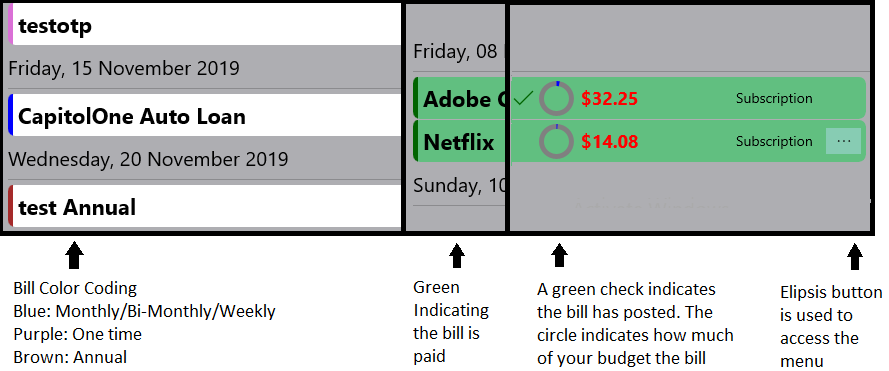 testotp
Friday, 15 November 2019
CapitolOne Auto Loan
Wednesday, 20 November 2019
test Annual
Friday, 08
Adobe C
$32.25
Subscription
Netflix
$14.08
Subscription
...
Sunday, 10
Bill Color Coding
Blue: Monthly/Bi-Monthly/Weekly
Purple: One time
Brown: Annual
Green
Indicating
the bill is
paid
A green check indicates
the bill has posted. The
circle indicates how much
of your budget the bill
Elipsis button
is used to
access the
menu